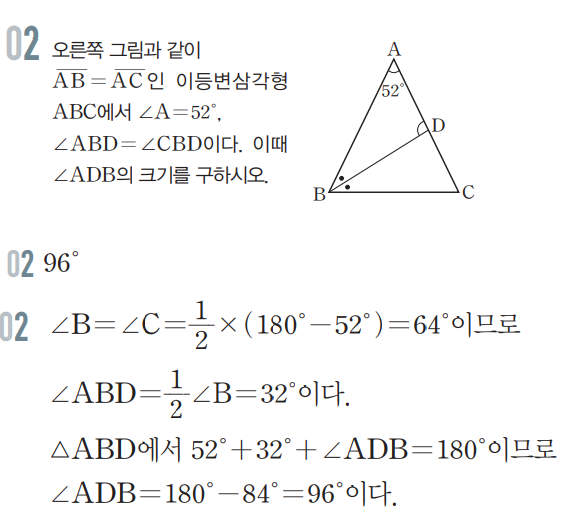 02 오른쪽 그림과 같이
AB = AC인 이등변삼각형
ABC에서 ∠A=52°,
∠ABD=∠CBD이다. 이때
∠ADB의 크기를 구하시오.
A
52°
D
B
C
02 96°
02 ∠B=∠C=1/2×(180°-52°)=64°이므로
∠ABD=1/2∠B=32°이다.
△ABD에서 52°+32°+∠ADB=180°이므로
∠ADB=180°-84°=96°이다.